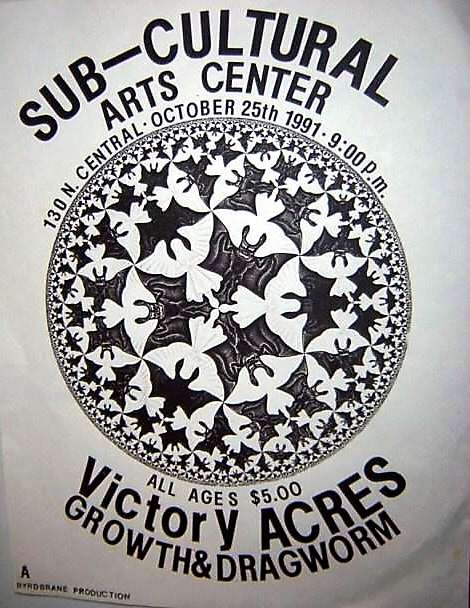 SUB-CULTURAL
ARTS CENTER
130 N. CENTRAL · OCTOBER 25th 1991 · 9:00 p.m.
ALL AGES $5.00
Victory ACRES
GROWTH & DRAGWORM
A
BYRDBRANE PRODUCTION